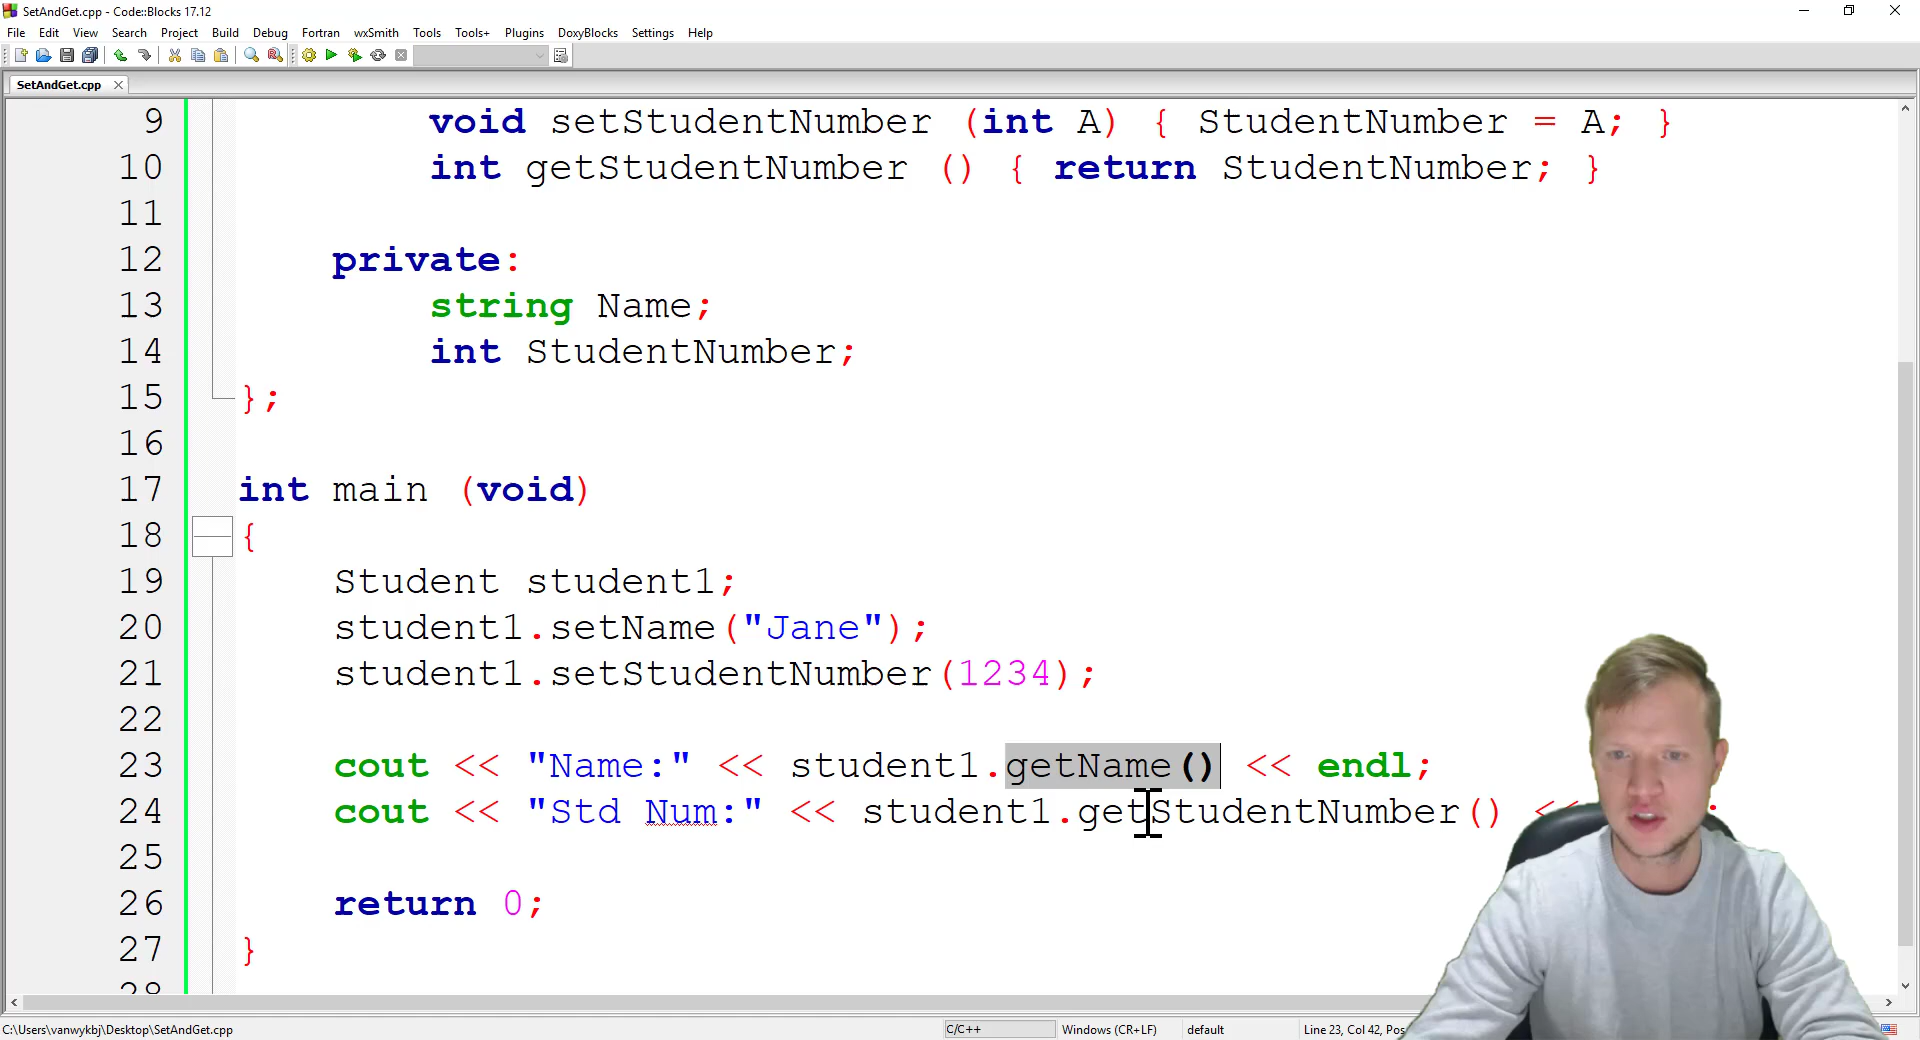 SetAndGet.cpp - Code::Blocks 17.12
File Edit View Search Project Build Debug Fortran wxSmith Tools Tools+ Plugins DoxyBlocks Settings Help
SetAndGet.cpp
9 void setStudentNumber (int A) { StudentNumber = A; }
10 int getStudentNumber () { return StudentNumber; }
11
12 private:
13 string Name;
14 int StudentNumber;
15 };
16
17 int main (void)
18 {
19 Student student1;
20 student1.setName("Jane");
21 student1.setStudentNumber(1234);
22
23 cout << "Name:" << student1.getName() << endl;
24 cout << "Std Num:" << student1.getStudentNumber() << ;
25
26 return 0;
27 }
28
C:\Users\vanwykbj\Desktop\SetAndGet.cpp C/C++ Windows (CR+LF) default Line 23, Col 42, Pos